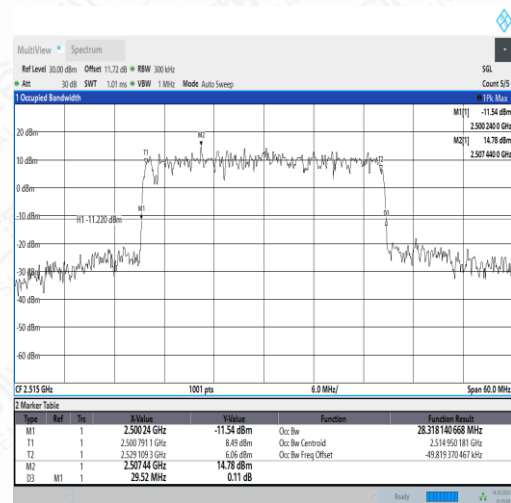 MultiView Spectrum
Ref Level 30.00 dBm Offset 11.72 dB RBW 300 kHz SGL
Att 30 dB SWT 1.01 ms VBW 1 MHz Mode Auto Sweep Count 5/5
1 Occupied Bandwidth 1Pk Max
M1[1] -11.54 dBm
2.500 240 0 GHz
M2[1] 14.78 dBm
2.507 440 0 GHz
20 dBm
M2
T1
T2
10 dBm
0 dBm
M1
D3
-10 dBm
H1 -11.220 dBm
-20 dBm
-30 dBm
-40 dBm
-50 dBm
-60 dBm
CF 2.515 GHz 1001 pts 6.0 MHz/ Span 60.0 MHz
2 Marker Table
Type Ref Trc X-Value Y-Value Function Function Result
M1 1 2.500 24 GHz -11.54 dBm Occ Bw 28.318 140 668 MHz
T1 1 2.500 791 1 GHz 8.49 dBm Occ Bw Centroid 2.514 950 181 GHz
T2 1 2.529 109 3 GHz 6.06 dBm Occ Bw Freq Offset -49.819 370 467 kHz
M2 1 2.507 44 GHz 14.78 dBm
D3 M1 1 29.52 MHz 0.11 dB
Ready